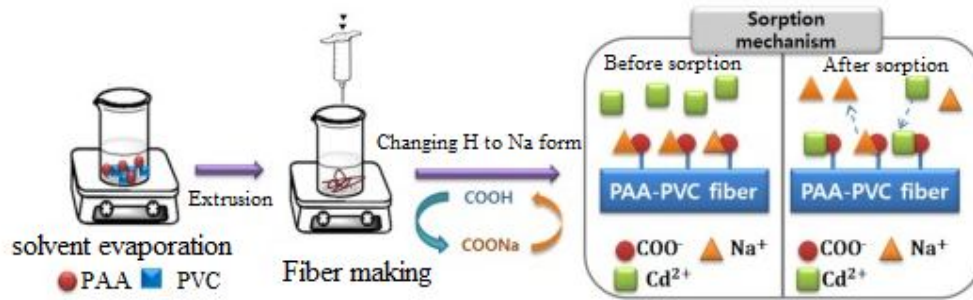 Sorption
mechanism
Before sorption
After sorption
Changing H to Na form
Extrusion
COOH
COONa
PAA-PVC fiber
PAA-PVC fiber
solvent evaporation
PAA PVC
Fiber making
COO⁻ Na⁺
Cd²⁺
COO⁻ Na⁺
Cd²⁺